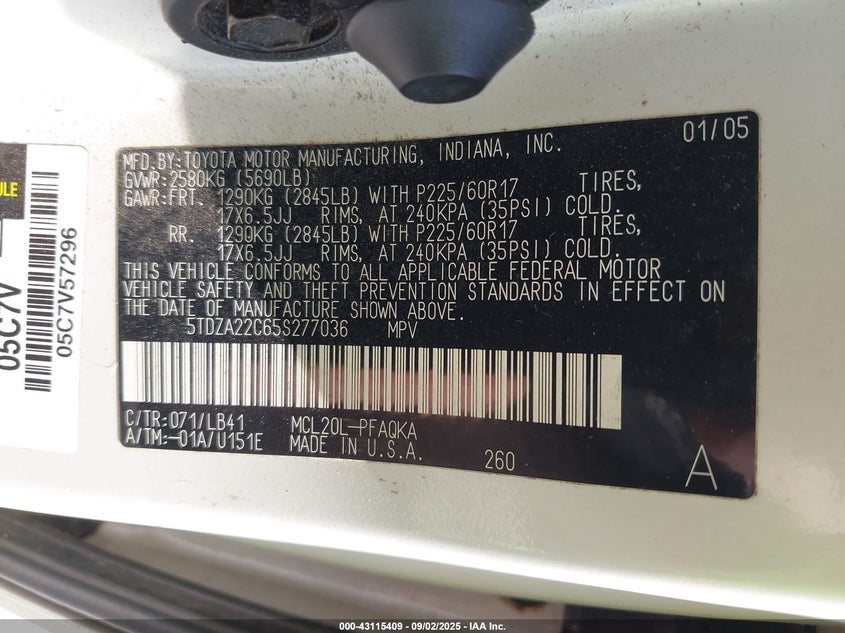 01/05
MFD.BY:TOYOTA MOTOR MANUFACTURING, INDIANA, INC.
GVWR:2580KG (5690LB)
GAWR:FRT. 1290KG (2845LB) WITH P225/60R17 TIRES,
17X6.5JJ RIMS, AT 240KPA (35PSI) COLD.
RR. 1290KG (2845LB) WITH P225/60R17 TIRES,
17X6.5JJ RIMS, AT 240KPA (35PSI) COLD.
THIS VEHICLE CONFORMS TO ALL APPLICABLE FEDERAL MOTOR
VEHICLE SAFETY AND THEFT PREVENTION STANDARDS IN EFFECT ON
THE DATE OF MANUFACTURE SHOWN ABOVE.
5TDZA22C65S277036 MPV
C/TR:071/LB41 MCL20L-PFAQKA
A/TM:-01A/U151E MADE IN U.S.A.
260
A
05C7V
05C7V57296
000-43115409 - 09/02/2025 - IAA Inc.